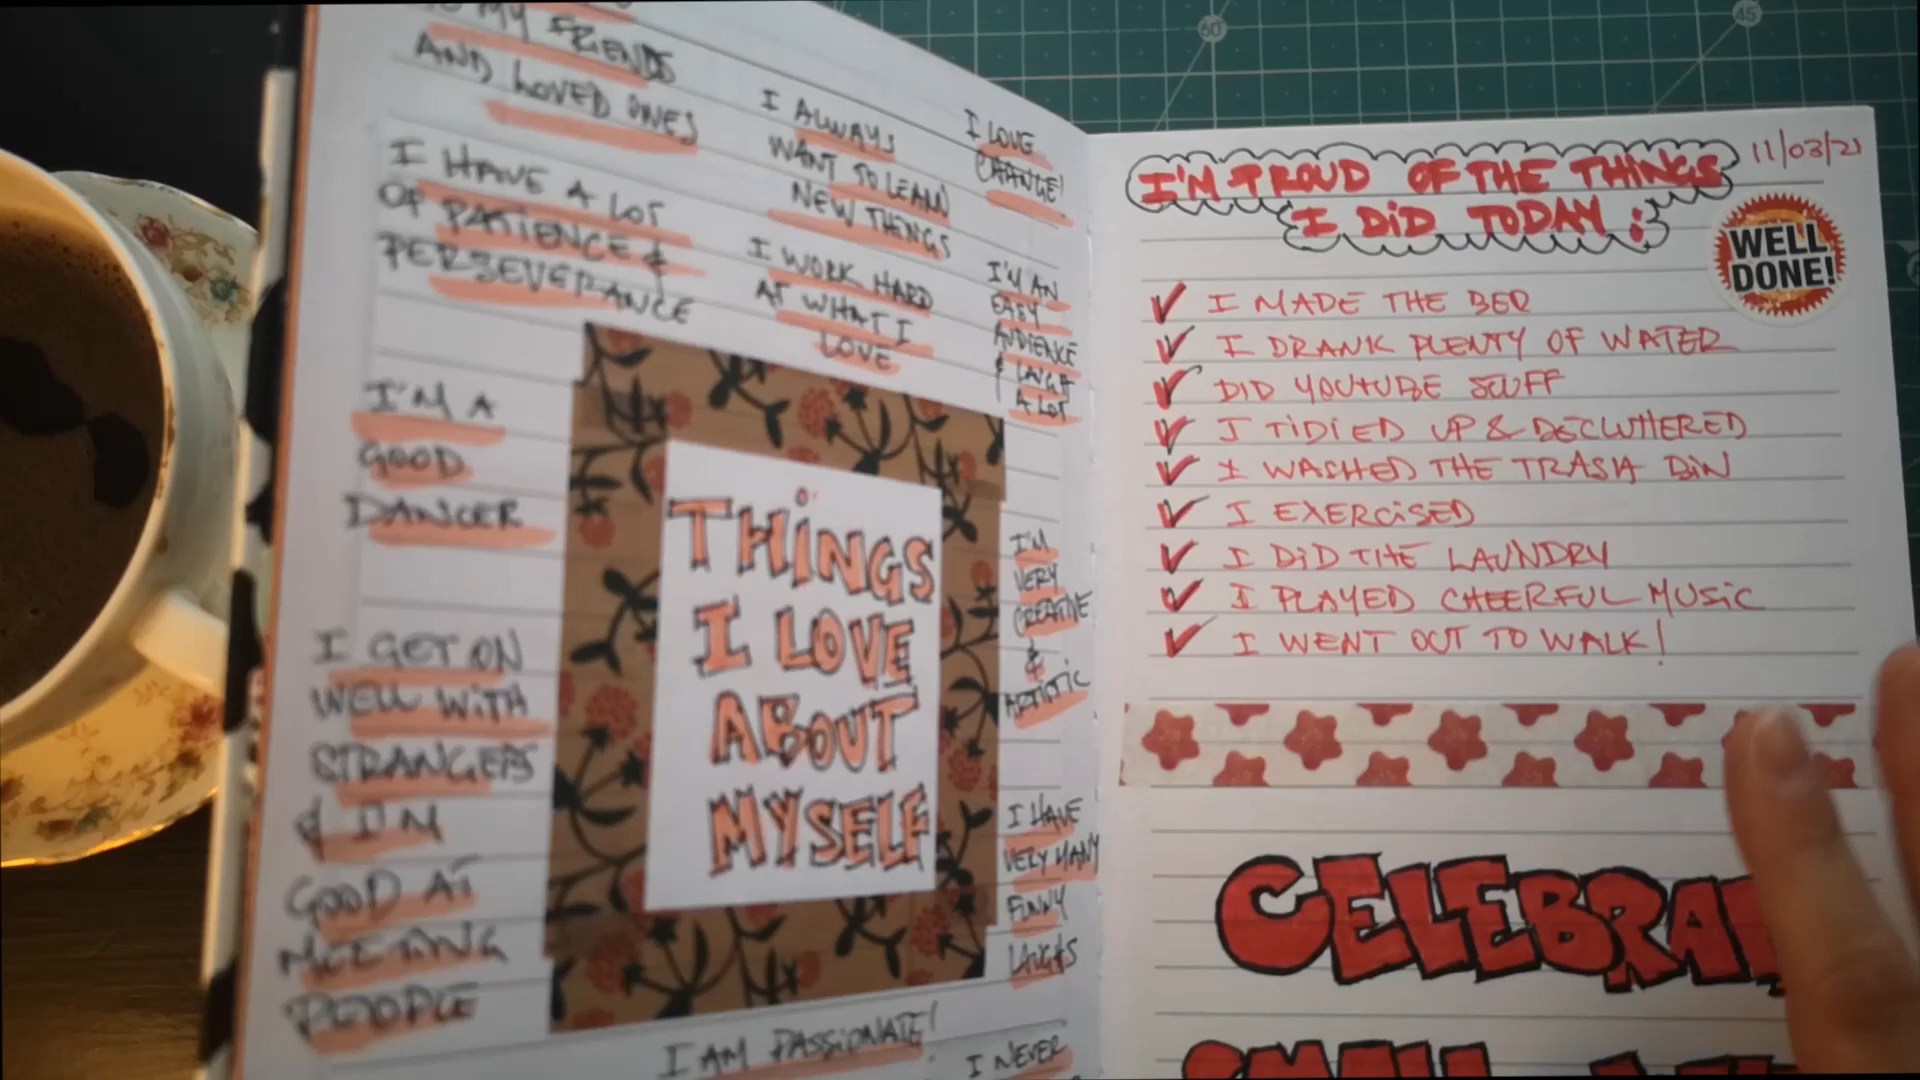 MY FRIENDS
AND LOVED ONES
I HAVE A LOT
OF PATIENCE &
PERSEVERANCE
I ALWAYS
WANT TO LEARN
NEW THINGS
I LOVE
CHANGE!
I WORK HARD
AT WHAT I
LOVE
I'M AN
EASY
AUDIENCE
& LAUGH
A LOT
I'M A
GOOD
DANCER
THINGS
I LOVE
ABOUT
MYSELF
I'M
VERY
CREATIVE
&
ARTISTIC
I GET ON
WELL WITH
STRANGERS
& I'M
GOOD AT
MEETING
PEOPLE
I HAVE
VERY MANY
FUNNY
LAUGHS
I AM PASSIONATE!
I NEVER
11/03/21
I'M PROUD OF THE THINGS
I DID TODAY:
WELL
DONE!
✓ I MADE THE BED
✓ I DRANK PLENTY OF WATER
✓ DID YOUTUBE STUFF
✓ I TIDIED UP & DECLUTTERED
✓ I WASHED THE TRASH BIN
✓ I EXERCISED
✓ I DID THE LAUNDRY
✓ I PLAYED CHEERFUL MUSIC
✓ I WENT OUT TO WALK!
CELEBRA
SMALL
60
45